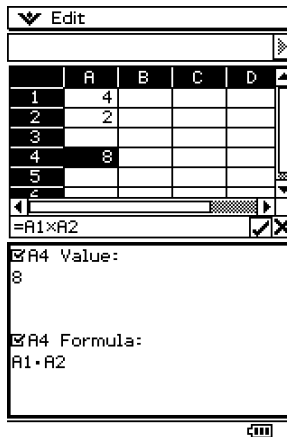 Edit
A B C D
1 4
2 2
3
4 8
5
=A1×A2
A4 Value:
8
A4 Formula:
A1·A2